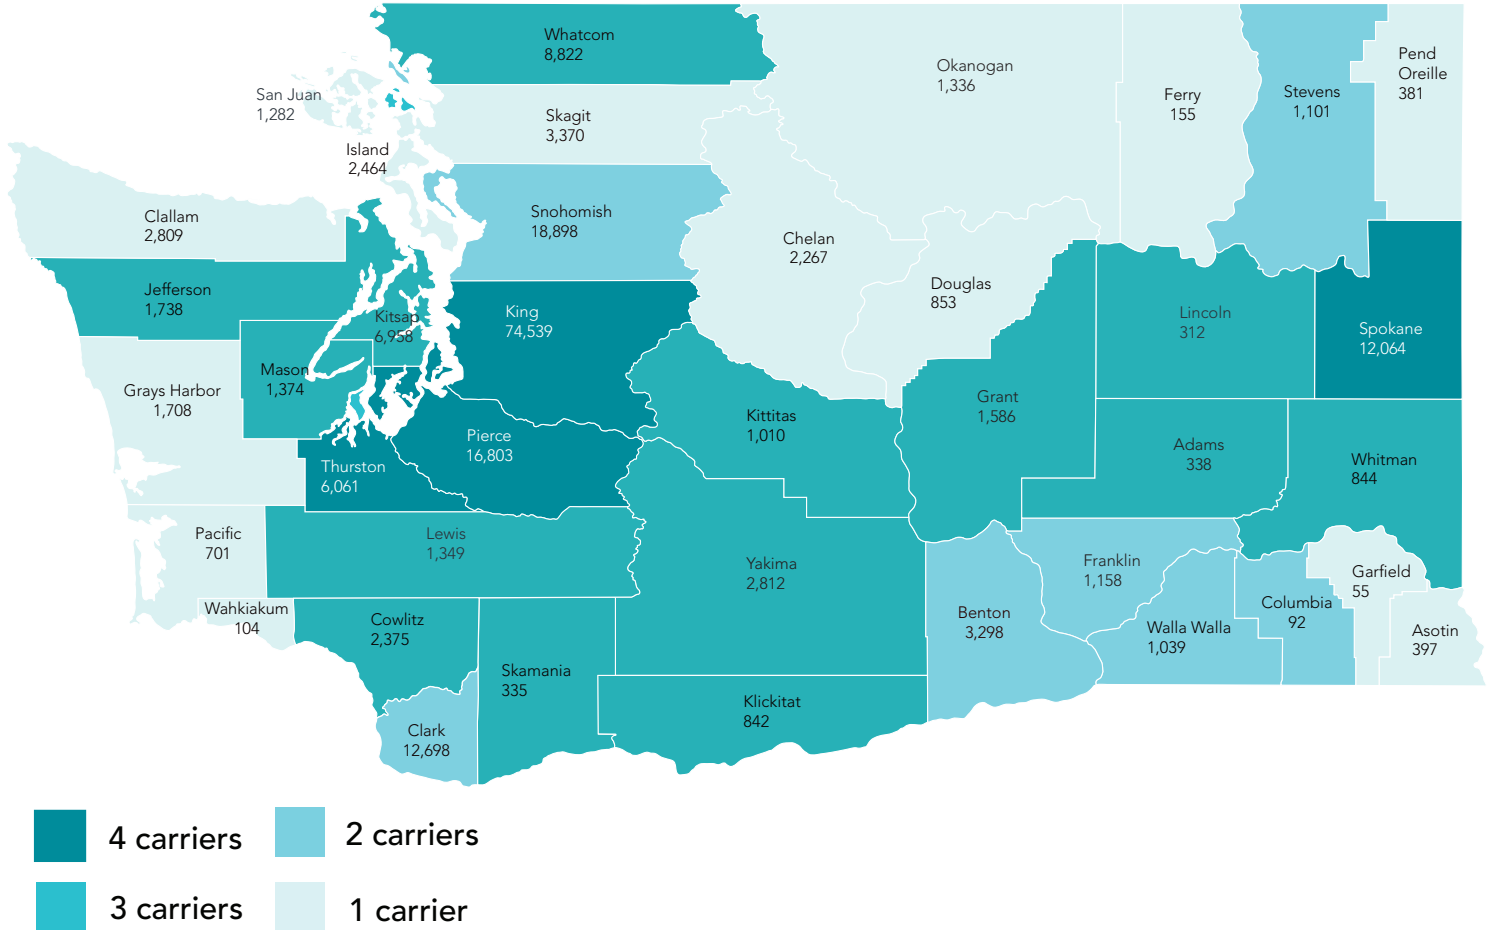 Whatcom
8,822
Okanogan
1,336
Pend
Oreille
381
San Juan
1,282
Skagit
3,370
Ferry
155
Stevens
1,101
Island
2,464
Clallam
2,809
Snohomish
18,898
Chelan
2,267
Douglas
853
Jefferson
1,738
Kitsap
6,958
King
74,539
Lincoln
312
Spokane
12,064
Mason
1,374
Grays Harbor
1,708
Kittitas
1,010
Grant
1,586
Pierce
16,803
Adams
338
Whitman
844
Thurston
6,061
Pacific
701
Lewis
1,349
Yakima
2,812
Franklin
1,158
Garfield
55
Wahkiakum
104
Cowlitz
2,375
Benton
3,298
Walla Walla
1,039
Columbia
92
Asotin
397
Skamania
335
Klickitat
842
Clark
12,698
4 carriers
2 carriers
3 carriers
1 carrier